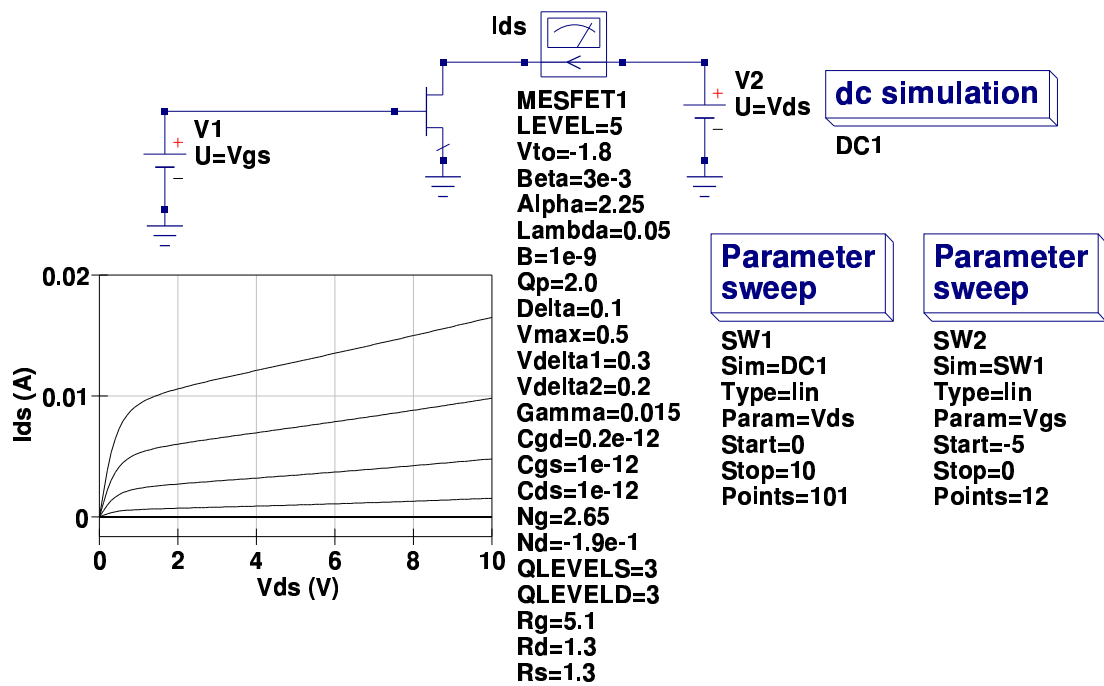 Ids
V1
U=Vgs
V2
U=Vds
dc simulation
DC1
MESFET1
LEVEL=5
Vto=-1.8
Beta=3e-3
Alpha=2.25
Lambda=0.05
B=1e-9
Qp=2.0
Delta=0.1
Vmax=0.5
Vdelta1=0.3
Vdelta2=0.2
Gamma=0.015
Cgd=0.2e-12
Cgs=1e-12
Cds=1e-12
Ng=2.65
Nd=-1.9e-1
QLEVELS=3
QLEVELD=3
Rg=5.1
Rd=1.3
Rs=1.3
Parameter
sweep
SW1
Sim=DC1
Type=lin
Param=Vds
Start=0
Stop=10
Points=101
Parameter
sweep
SW2
Sim=SW1
Type=lin
Param=Vgs
Start=-5
Stop=0
Points=12
0.02
0.01
0
Ids (A)
0 2 4 6 8 10
Vds (V)